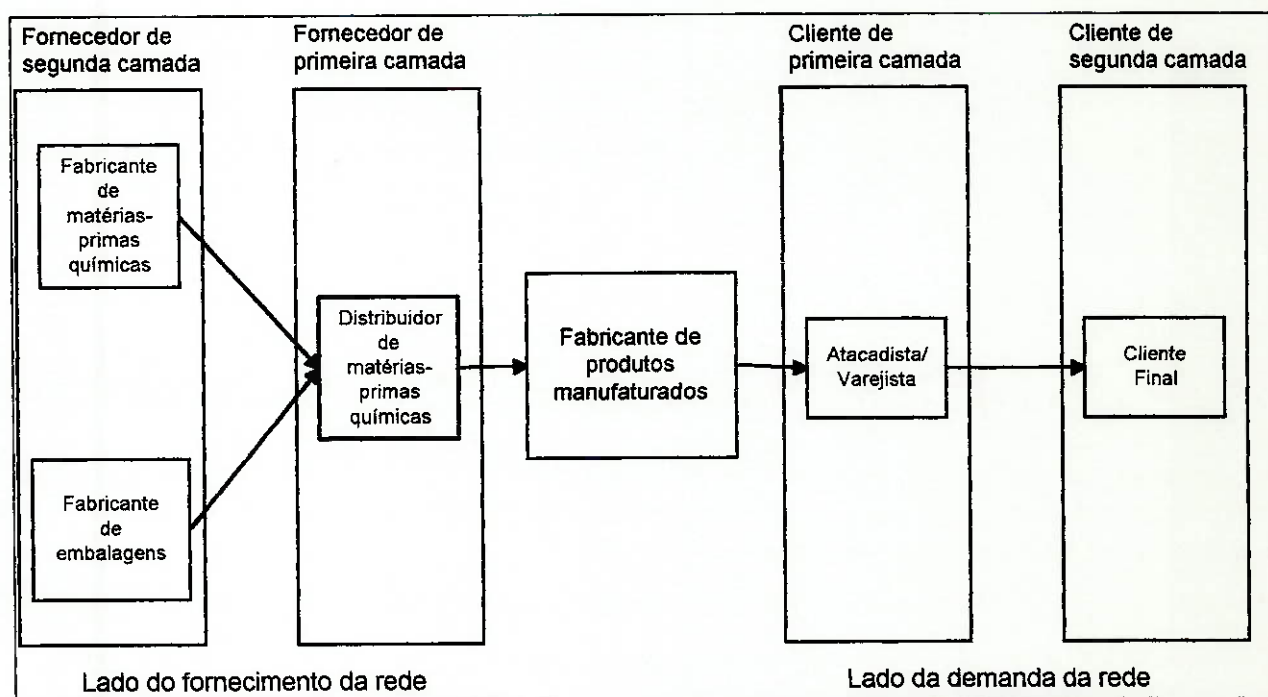 Fornecedor de
segunda camada
Fornecedor de
primeira camada
Cliente de
primeira camada
Cliente de
segunda camada
Fabricante
de
matérias-
primas
químicas
Distribuidor
de
matérias-
primas
químicas
Fabricante de
produtos
manufaturados
Atacadista/
Varejista
Cliente
Final
Fabricante
de
embalagens
Lado do fornecimento da rede
Lado da demanda da rede